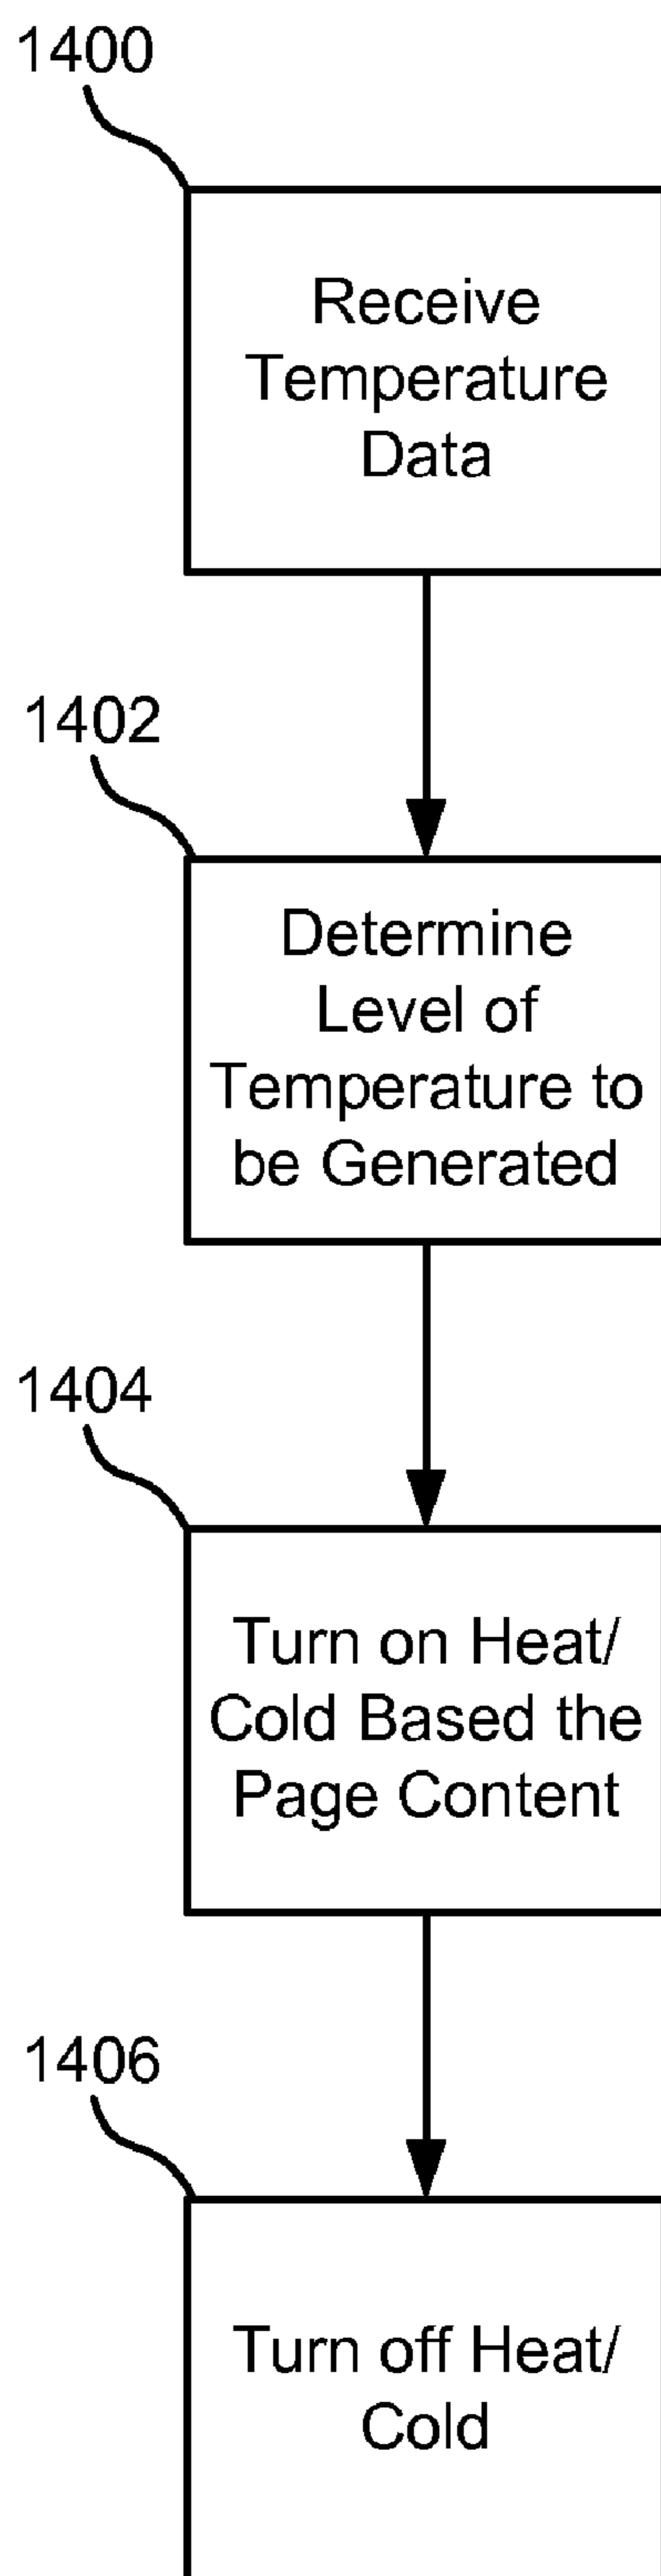 1400
Receive
Temperature
Data
1402
Determine
Level of
Temperature to
be Generated
1404
Turn on Heat/
Cold Based the
Page Content
1406
Turn off Heat/
Cold